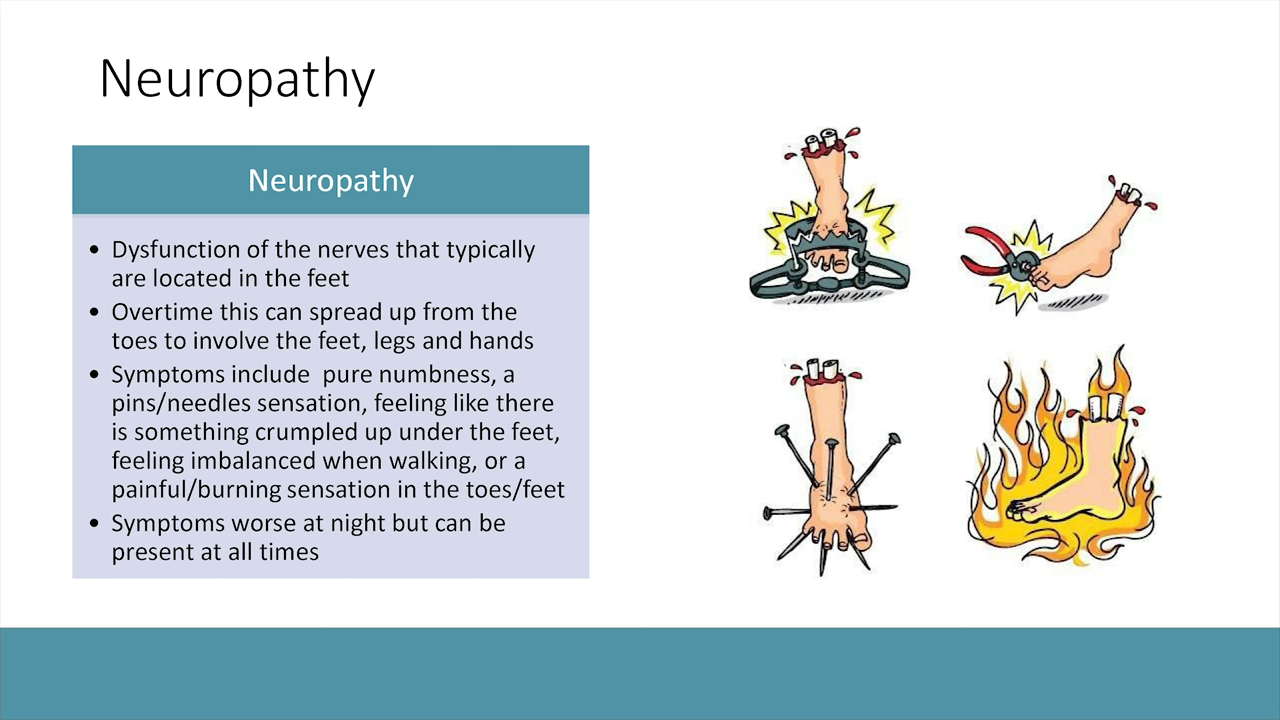 Neuropathy
Neuropathy
• Dysfunction of the nerves that typically
are located in the feet
• Overtime this can spread up from the
toes to involve the feet, legs and hands
• Symptoms include  pure numbness, a
pins/needles sensation, feeling like there
is something crumpled up under the feet,
feeling imbalanced when walking, or a
painful/burning sensation in the toes/feet
• Symptoms worse at night but can be
present at all times